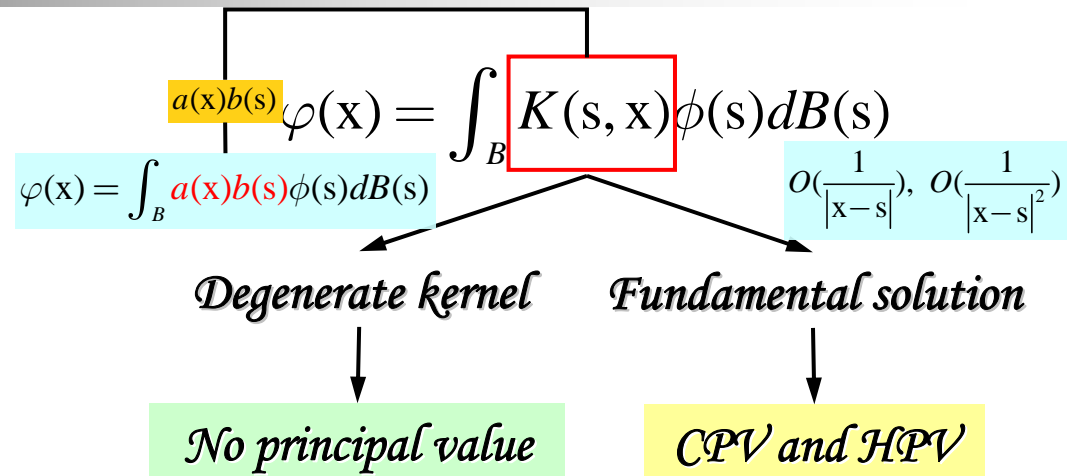 a(x)b(s)
φ(x) = ∫_B K(s, x)ϕ(s)dB(s)
φ(x) = ∫_B a(x)b(s)ϕ(s)dB(s)
O(1/|x−s|), O(1/|x−s|²)
Degenerate kernel
Fundamental solution
No principal value
CPV and HPV